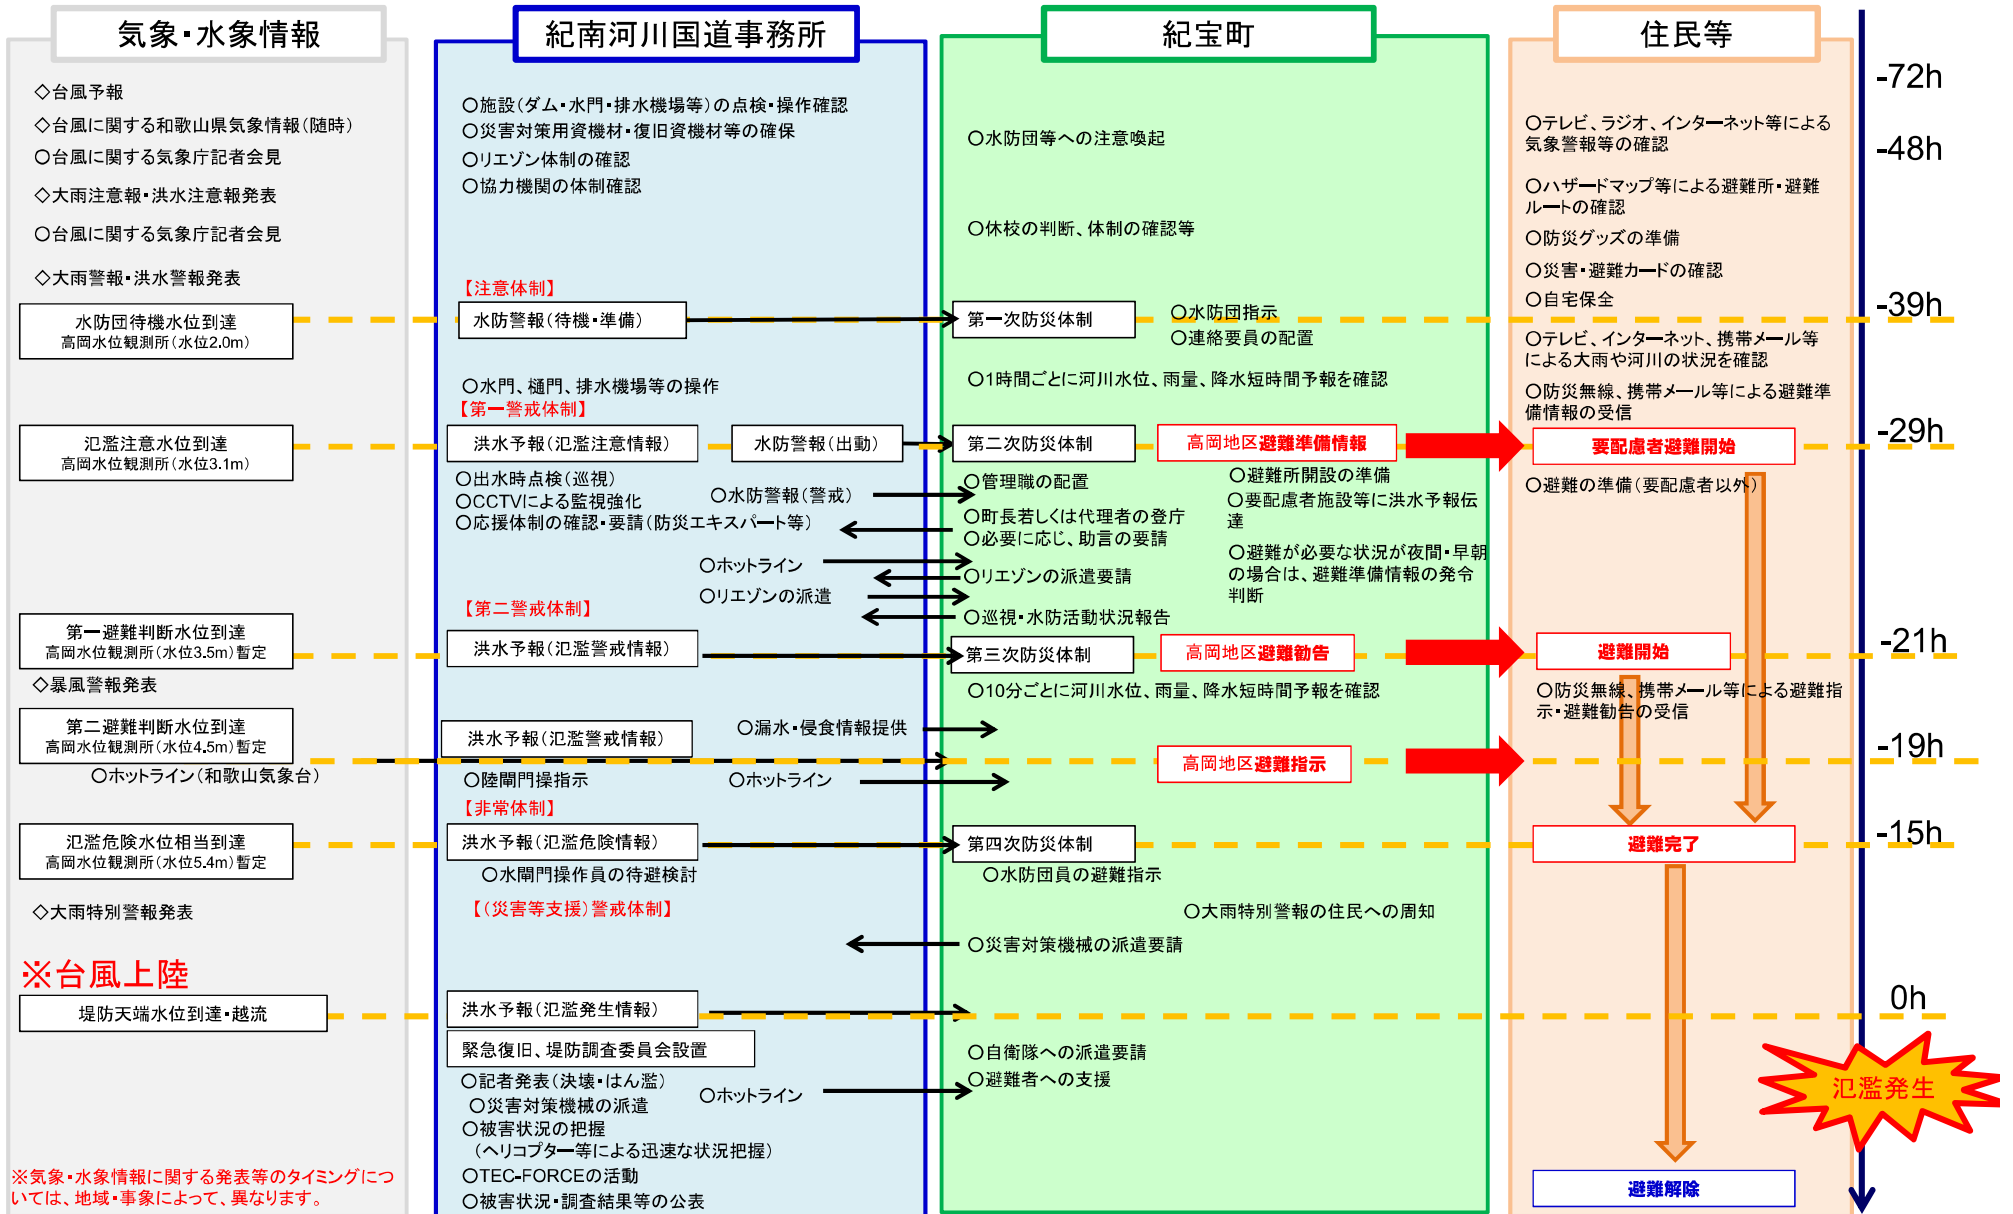 気象・水象情報
◇台風予報
◇台風に関する和歌山県気象情報(随時)
○台風に関する気象庁記者会見
◇大雨注意報・洪水注意報発表
○台風に関する気象庁記者会見
◇大雨警報・洪水警報発表
水防団待機水位到達
高岡水位観測所(水位2.0m)
氾濫注意水位到達
高岡水位観測所(水位3.1m)
第一避難判断水位到達
高岡水位観測所(水位3.5m)暫定
◇暴風警報発表
第二避難判断水位到達
高岡水位観測所(水位4.5m)暫定
○ホットライン(和歌山気象台)
氾濫危険水位相当到達
高岡水位観測所(水位5.4m)暫定
◇大雨特別警報発表
※台風上陸
堤防天端水位到達・越流
※気象・水象情報に関する発表等のタイミングにつ
いては、地域・事象によって、異なります。
紀南河川国道事務所
○施設(ダム・水門・排水機場等)の点検・操作確認
○災害対策用資機材・復旧資機材等の確保
○リエゾン体制の確認
○協力機関の体制確認
【注意体制】
水防警報(待機・準備)
○水門、樋門、排水機場等の操作
【第一警戒体制】
洪水予報(氾濫注意情報)
水防警報(出動)
○出水時点検(巡視)
○CCTVによる監視強化
○水防警報(警戒)
○応援体制の確認・要請(防災エキスパート等)
○ホットライン
○リエゾンの派遣
【第二警戒体制】
洪水予報(氾濫警戒情報)
○漏水・侵食情報提供
洪水予報(氾濫警戒情報)
○陸閘門操指示
○ホットライン
【非常体制】
洪水予報(氾濫危険情報)
○水閘門操作員の待避検討
【(災害等支援)警戒体制】
洪水予報(氾濫発生情報)
緊急復旧、堤防調査委員会設置
○記者発表(決壊・はん濫)
○ホットライン
○災害対策機械の派遣
○被害状況の把握
(ヘリコプター等による迅速な状況把握)
○TEC-FORCEの活動
○被害状況・調査結果等の公表
紀宝町
○水防団等への注意喚起
○休校の判断、体制の確認等
第一次防災体制
○水防団指示
○連絡要員の配置
○1時間ごとに河川水位、雨量、降水短時間予報を確認
第二次防災体制
高岡地区避難準備情報
○管理職の配置
○町長若しくは代理者の登庁
○必要に応じ、助言の要請
○リエゾンの派遣要請
○巡視・水防活動状況報告
○避難所開設の準備
○要配慮者施設等に洪水予報伝
達
○避難が必要な状況が夜間・早朝
の場合は、避難準備情報の発令
判断
第三次防災体制
高岡地区避難勧告
○10分ごとに河川水位、雨量、降水短時間予報を確認
高岡地区避難指示
第四次防災体制
○水防団員の避難指示
○大雨特別警報の住民への周知
○災害対策機械の派遣要請
○自衛隊への派遣要請
○避難者への支援
住民等
○テレビ、ラジオ、インターネット等による
気象警報等の確認
○ハザードマップ等による避難所・避難
ルートの確認
○防災グッズの準備
○災害・避難カードの確認
○自宅保全
○テレビ、インターネット、携帯メール等
による大雨や河川の状況を確認
○防災無線、携帯メール等による避難準
備情報の受信
要配慮者避難開始
○避難の準備(要配慮者以外)
避難開始
○防災無線、携帯メール等による避難指
示・避難勧告の受信
避難完了
避難解除
-72h
-48h
-39h
-29h
-21h
-19h
-15h
0h
氾濫発生